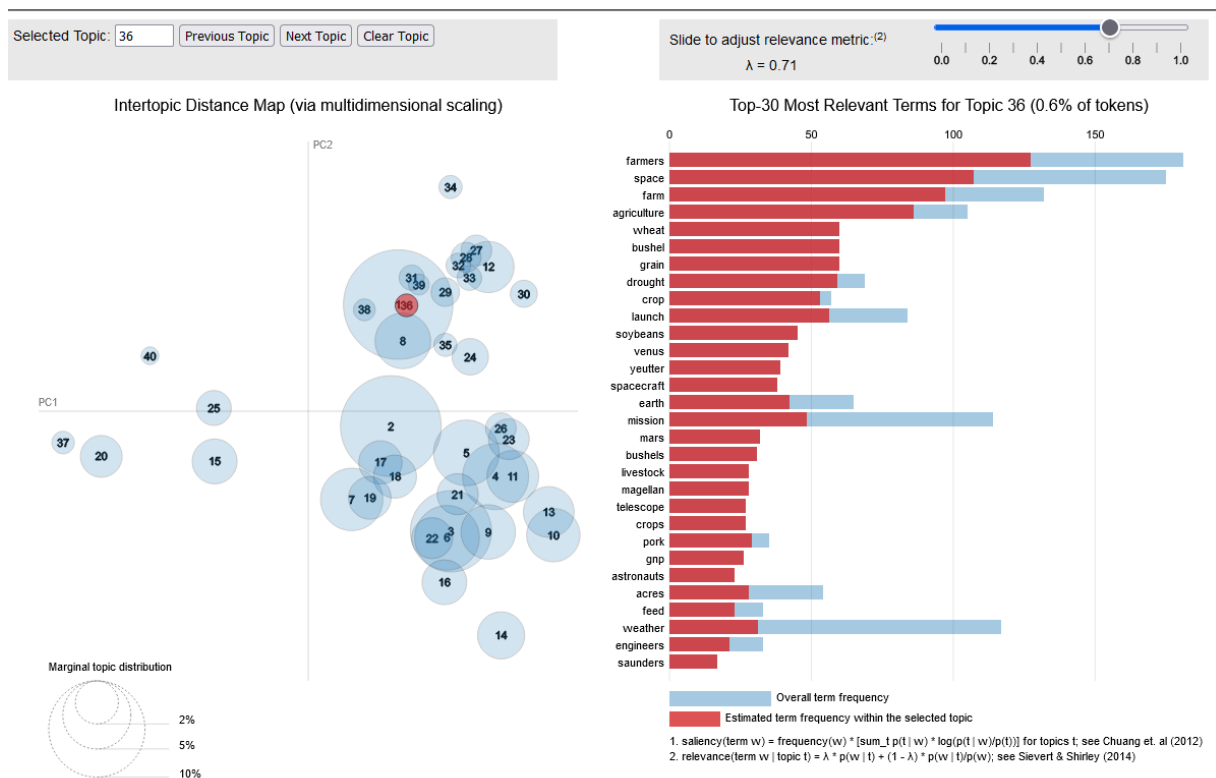 Selected Topic: 36 Previous Topic Next Topic Clear Topic
Slide to adjust relevance metric:(2)
λ = 0.71
0.0 0.2 0.4 0.6 0.8 1.0
Intertopic Distance Map (via multidimensional scaling)
PC2
PC1
34
27
28
32
12
33
31
39
29
30
36
38
8
35
24
40
25
37
20
15
2
26
23
5
17
18
4
11
7
19
21
13
3
9
10
22
6
16
14
Marginal topic distribution
2%
5%
10%
Top-30 Most Relevant Terms for Topic 36 (0.6% of tokens)
0 50 100 150
farmers
space
farm
agriculture
wheat
bushel
grain
drought
crop
launch
soybeans
venus
yeutter
spacecraft
earth
mission
mars
bushels
livestock
magellan
telescope
crops
pork
gnp
astronauts
acres
feed
weather
engineers
saunders
Overall term frequency
Estimated term frequency within the selected topic
1. saliency(term w) = frequency(w) * [sum_t p(t | w) * log(p(t | w)/p(t))] for topics t; see Chuang et. al (2012)
2. relevance(term w | topic t) = λ * p(w | t) + (1 - λ) * p(w | t)/p(w); see Sievert & Shirley (2014)